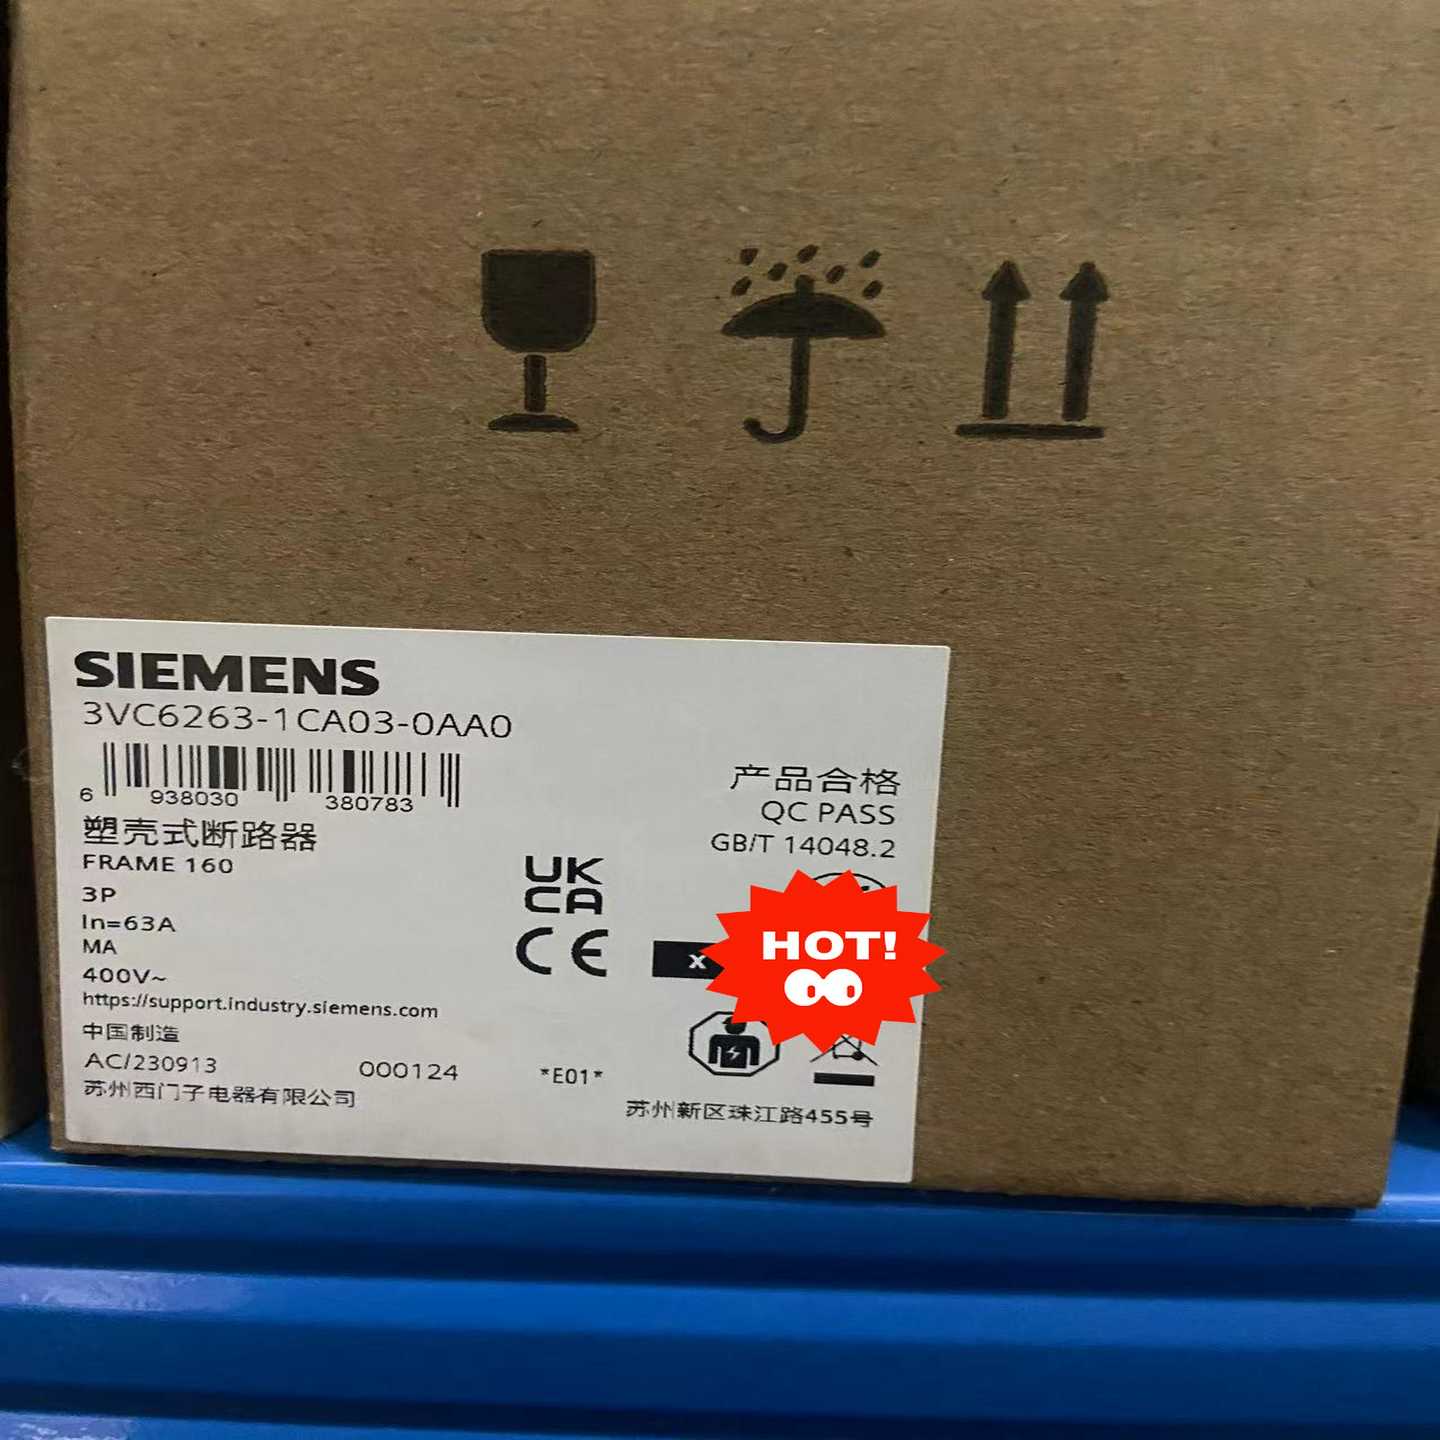 SIEMENS
3VC6263-1CA03-0AA0
6 938030 380783
塑壳式断路器
FRAME 160
3P
In=63A
MA
400V~
https://support.industry.siemens.com
中国制造
AC/230913 000124 *E01*
苏州西门子电器有限公司
产品合格
QC PASS
GB/T 14048.2
UK
CA
CE
X
HOT!
苏州新区珠江路455号